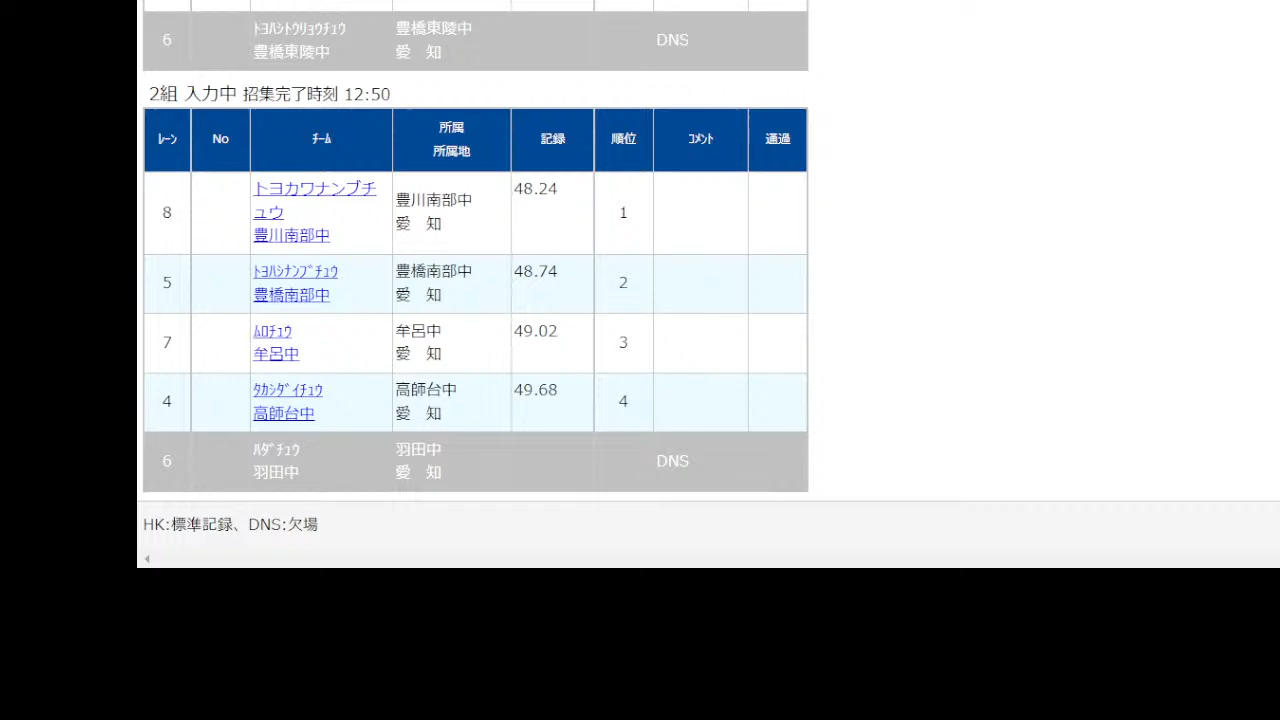 6 ﾄﾖﾊｼﾄｳﾘｮｳﾁｭｳ 豊橋東陵中 DNS
豊橋東陵中 愛　知
2組 入力中 招集完了時刻 12:50
ﾚｰﾝ No ﾁｰﾑ 所属 記録 順位 ｺﾒﾝﾄ 通過
所属地
8 トヨカワナンブチ 豊川南部中 48.24 1
ュウ 愛　知
豊川南部中
5 ﾄﾖﾊｼﾅﾝﾌﾞﾁｭｳ 豊橋南部中 48.74 2
豊橋南部中 愛　知
7 ﾑﾛﾁｭｳ 牟呂中 49.02 3
牟呂中 愛　知
4 ﾀｶｼﾀﾞｲﾁｭｳ 高師台中 49.68 4
高師台中 愛　知
6 ﾊﾀﾞﾁｭｳ 羽田中 DNS
羽田中 愛　知
HK:標準記録、DNS:欠場